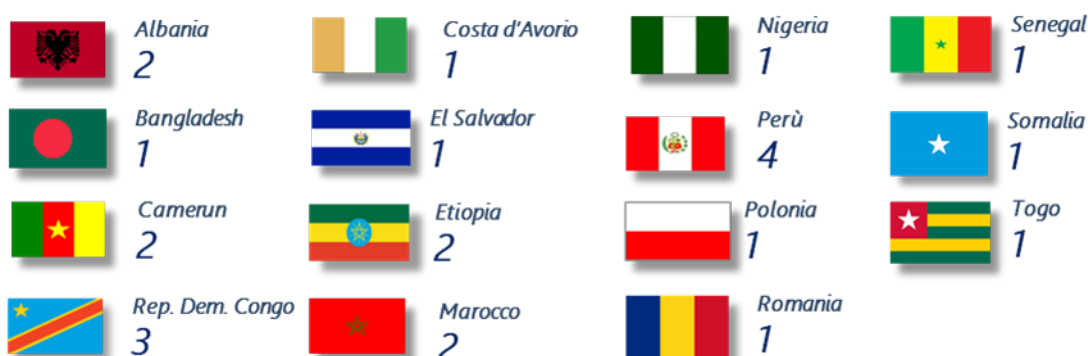 Albania
2
Bangladesh
1
Camerun
2
Rep. Dem. Congo
3
Costa d'Avorio
1
El Salvador
1
Etiopia
2
Marocco
2
Nigeria
1
Perù
4
Polonia
1
Romania
1
Senegal
1
Somalia
1
Togo
1